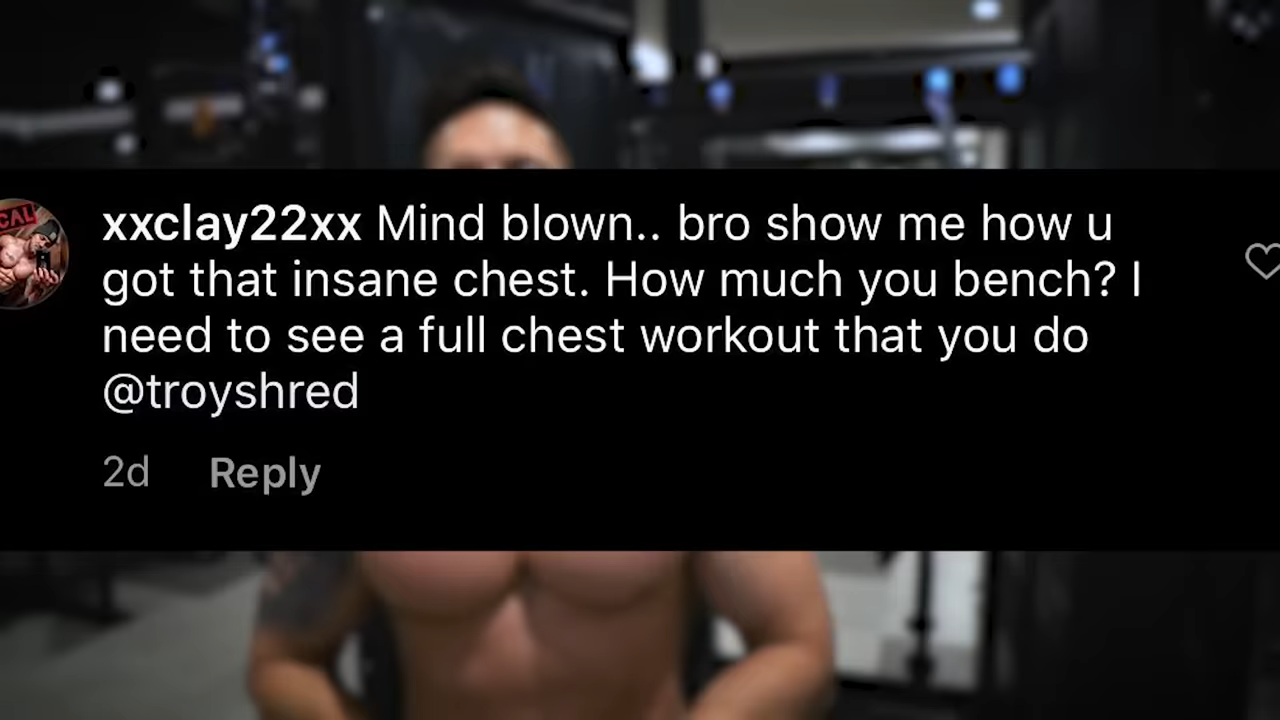 CAL
xxclay22xx Mind blown.. bro show me how u
got that insane chest. How much you bench? I
need to see a full chest workout that you do
@troyshred
2d Reply